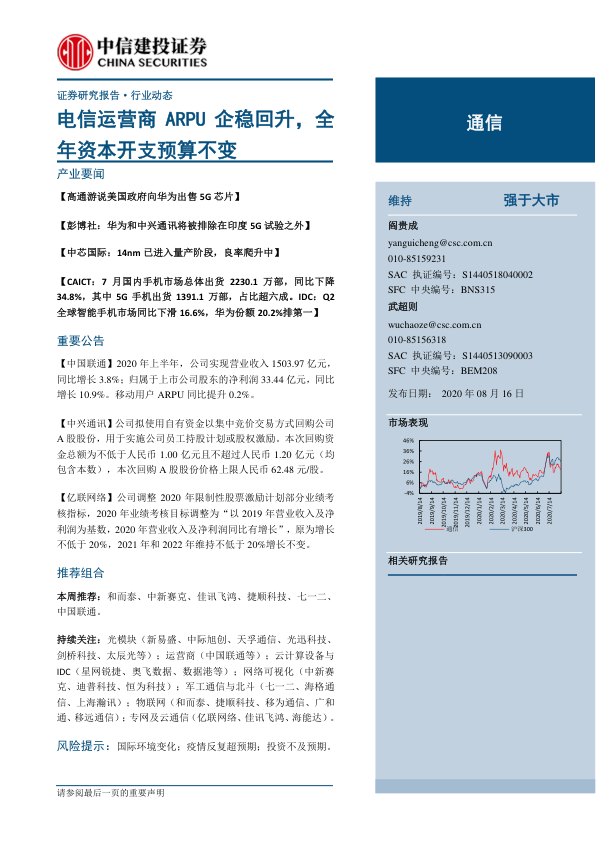 中信建投证券
CHINA SECURITIES
证券研究报告·行业动态
电信运营商 ARPU 企稳回升，全
年资本开支预算不变
产业要闻
【高通游说美国政府向华为出售 5G 芯片】
【彭博社：华为和中兴通讯将被排除在印度 5G 试验之外】
【中芯国际：14nm 已进入量产阶段，良率爬升中】
【CAICT：7 月国内手机市场总体出货 2230.1 万部，同比下降
34.8%，其中 5G 手机出货 1391.1 万部，占比超六成。IDC：Q2
全球智能手机市场同比下滑 16.6%，华为份额 20.2%排第一】
重要公告
【中国联通】2020 年上半年，公司实现营业收入 1503.97 亿元，
同比增长 3.8%；归属于上市公司股东的净利润 33.44 亿元，同比
增长 10.9%。移动用户 ARPU 同比提升 0.2%。
【中兴通讯】公司拟使用自有资金以集中竞价交易方式回购公司
A 股股份，用于实施公司员工持股计划或股权激励。本次回购资
金总额为不低于人民币 1.00 亿元且不超过人民币 1.20 亿元（均
包含本数），本次回购 A 股股份价格上限人民币 62.48 元/股。
【亿联网络】公司调整 2020 年限制性股票激励计划部分业绩考
核指标，2020 年业绩考核目标调整为“以 2019 年营业收入及净
利润为基数，2020 年营业收入及净利润同比有增长”，原为增长
不低于 20%，2021 年和 2022 年维持不低于 20%增长不变。
推荐组合
本周推荐：和而泰、中新赛克、佳讯飞鸿、捷顺科技、七一二、
中国联通。
持续关注：光模块（新易盛、中际旭创、天孚通信、光迅科技、
剑桥科技、太辰光等）；运营商（中国联通等）；云计算设备与
IDC（星网锐捷、奥飞数据、数据港等）；网络可视化（中新赛
克、迪普科技、恒为科技）；军工通信与北斗（七一二、海格通
信、上海瀚讯）；物联网（和而泰、捷顺科技、移为通信、广和
通、移远通信）；专网及云通信（亿联网络、佳讯飞鸿、海能达）。
风险提示：国际环境变化；疫情反复超预期；投资不及预期。
请参阅最后一页的重要声明
通信
维持 强于大市
阎贵成
yanguicheng@csc.com.cn
010-85159231
SAC 执证编号：S1440518040002
SFC 中央编号：BNS315
武超则
wuchaoze@csc.com.cn
010-85156318
SAC 执证编号：S1440513090003
SFC 中央编号：BEM208
发布日期： 2020 年 08 月 16 日
市场表现
46%
36%
26%
16%
6%
-4%
2019/8/14
2019/9/14
2019/10/14
2019/11/14
2019/12/14
2020/1/14
2020/2/14
2020/3/14
2020/4/14
2020/5/14
2020/6/14
2020/7/14
通信 沪深300
相关研究报告